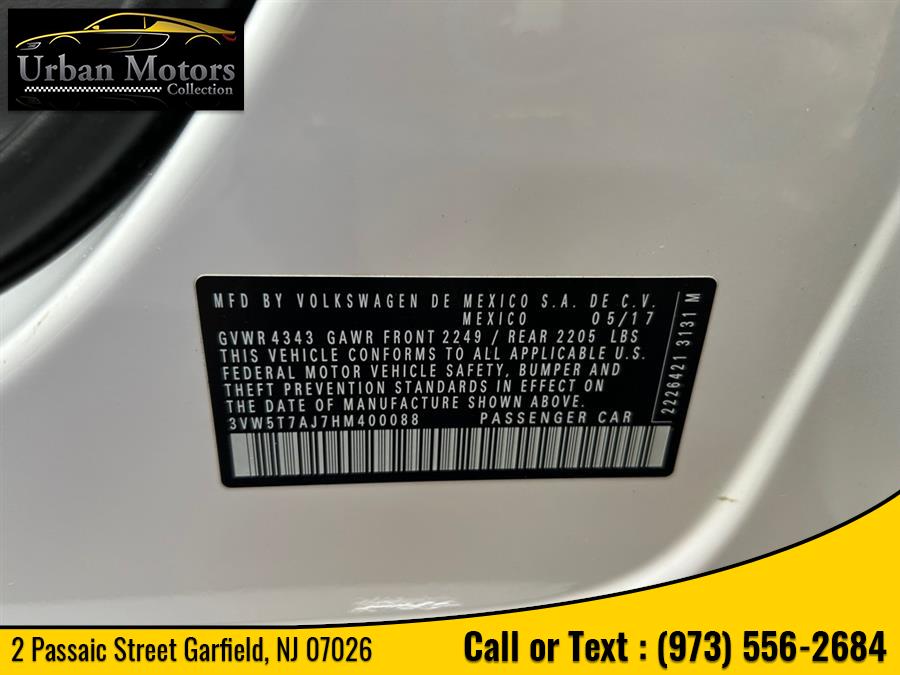 Urban Motors
Collection
MFD BY VOLKSWAGEN DE MEXICO S.A. DE C.V.
MEXICO 05/17
GVWR 4343 GAWR FRONT 2249 / REAR 2205 LBS
THIS VEHICLE CONFORMS TO ALL APPLICABLE U.S.
FEDERAL MOTOR VEHICLE SAFETY, BUMPER AND
THEFT PREVENTION STANDARDS IN EFFECT ON
THE DATE OF MANUFACTURE SHOWN ABOVE.
3VW5T7AJ7HM400088 PASSENGER CAR
2226421 3131 M
2 Passaic Street Garfield, NJ 07026
Call or Text : (973) 556-2684